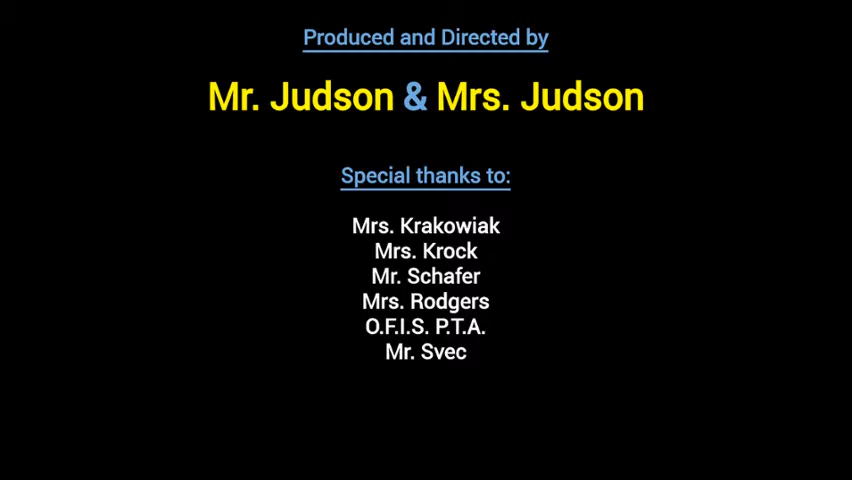 Produced and Directed by
Mr. Judson & Mrs. Judson
Special thanks to:
Mrs. Krakowiak
Mrs. Krock
Mr. Schafer
Mrs. Rodgers
O.F.I.S. P.T.A.
Mr. Svec